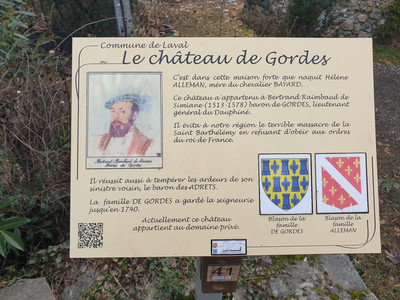 Commune de Laval
Le château de Gordes
C'est dans cette maison forte que naquit Hélène
ALLEMAN, mère du chevalier BAYARD.
Ce château a appartenu à Bertrand Raimbaud de
Simiane (1513-1578) baron de GORDES, lieutenant
général du Dauphiné.
Il évita à notre région le terrible massacre de la
Saint Barthélémy en refusant d'obéir aux ordres
du roi de France.
Il réussit aussi à tempérer les ardeurs de son
sinistre voisin, le baron des ADRETS.
La famille DE GORDES a gardé la seigneurie
jusqu'en 1740.
Actuellement ce château
appartient au domaine privé.
Blason de la
famille
DE GORDES
Blason de la
famille
ALLEMAN
41